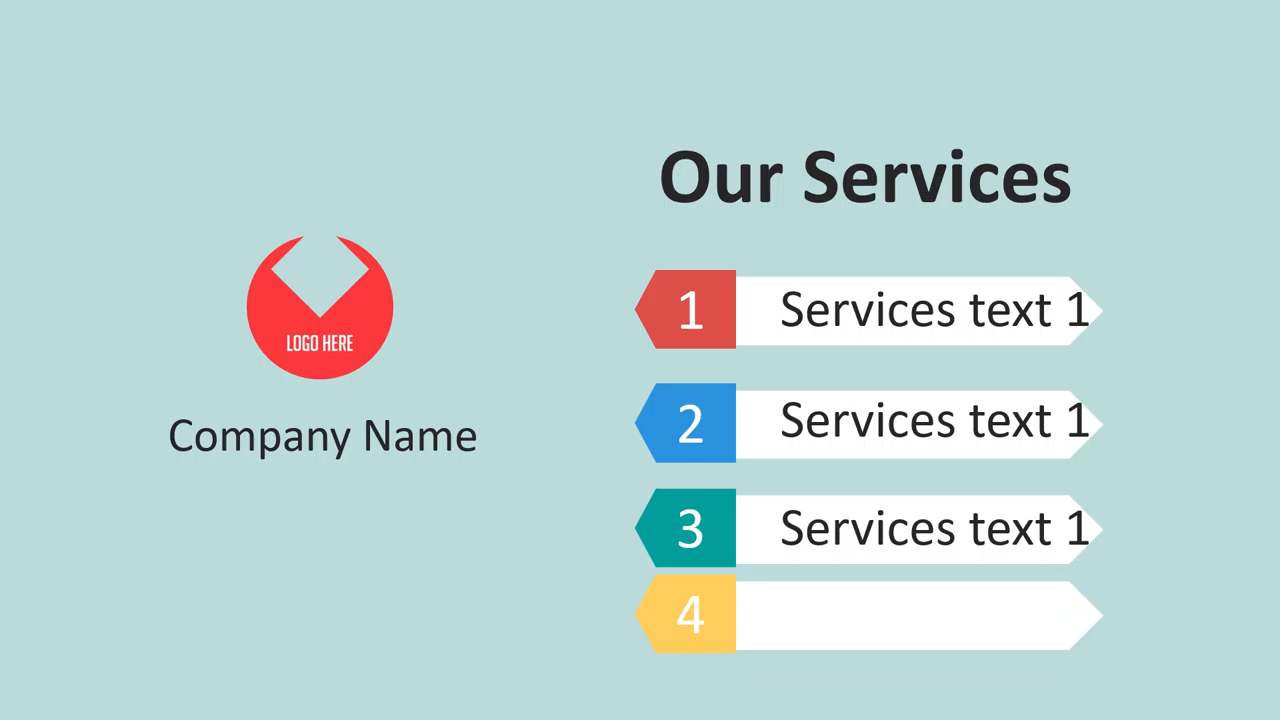 Our Services
LOGO HERE
Company Name
1 Services text 1
2 Services text 1
3 Services text 1
4